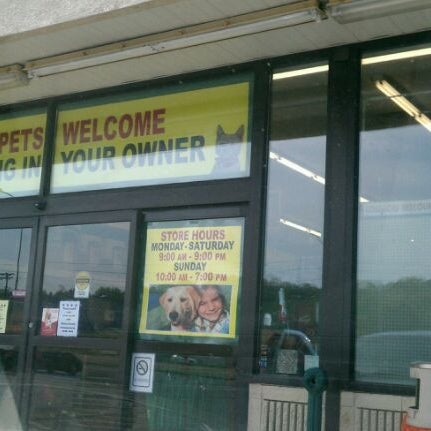 PETS WELCOME
G IN YOUR OWNER
STORE HOURS
MONDAY-SATURDAY
9:00 AM - 9:00 PM
SUNDAY
10:00 AM - 7:00 PM